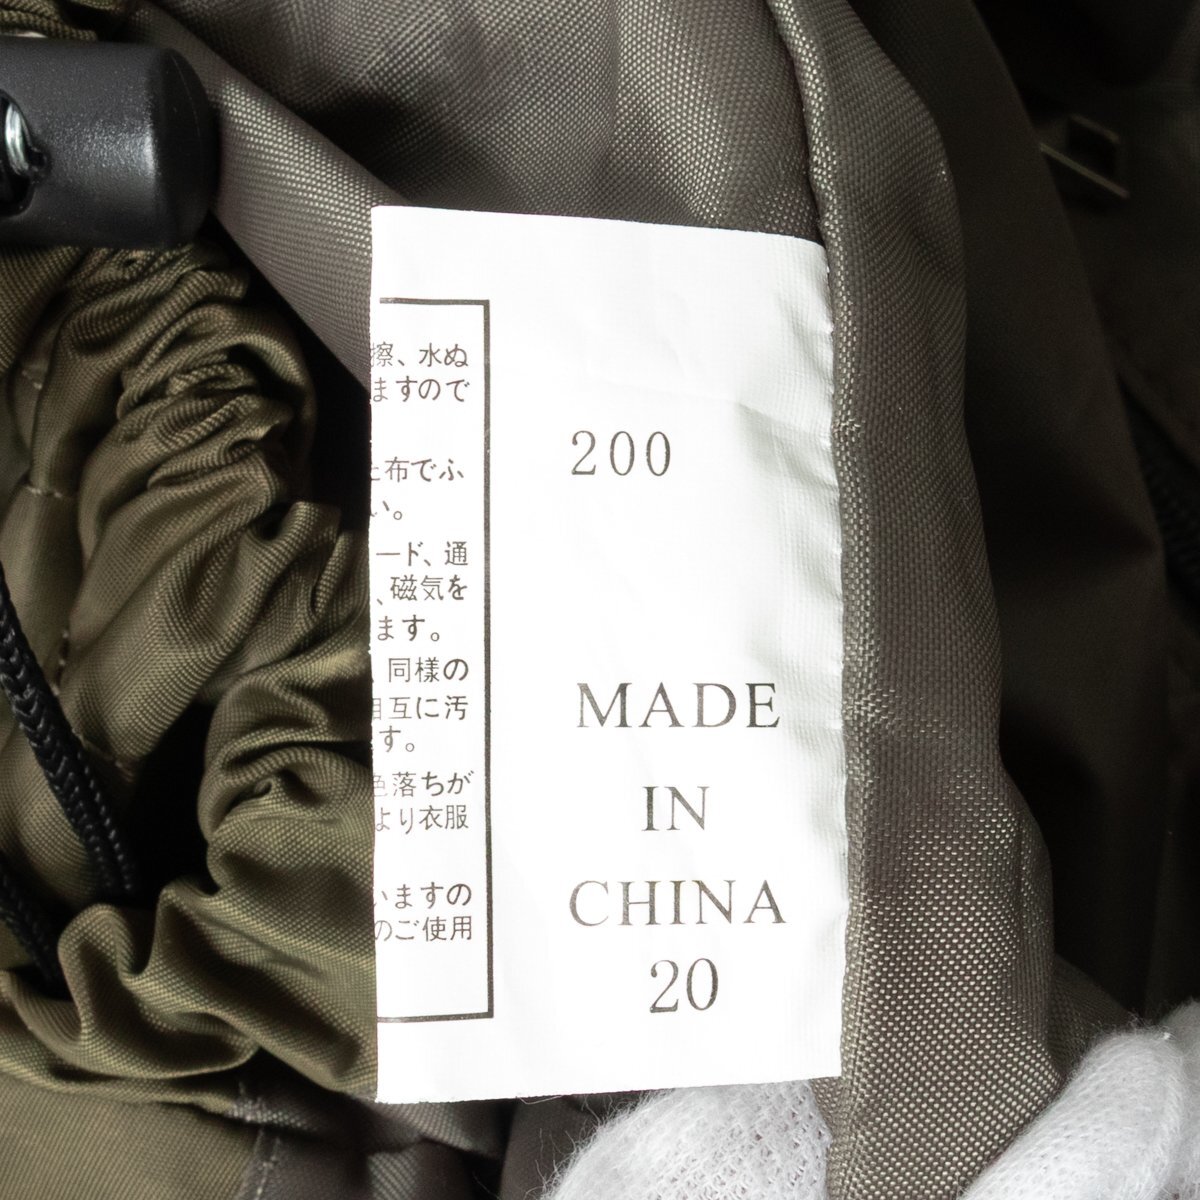 擦、水ぬ
ますので
布でふ
い。
ード、通
、磁気を
ます。
同様の
相互に汚
す。
色落ちが
より衣服
いますの
のご使用
200
MADE
IN
CHINA
20